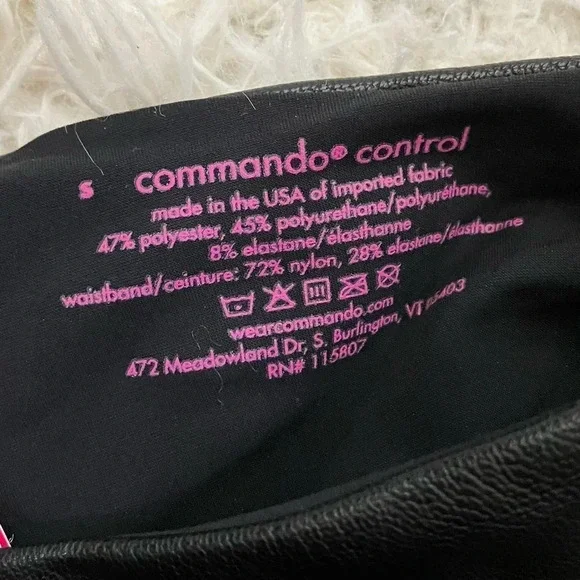 s commando® control
made in the USA of imported fabric
47% polyester, 45% polyurethane/polyuréthane,
8% elastane/élasthanne
waistband/ceinture: 72% nylon, 28% elastane/élasthanne
wearcommando.com
472 Meadowland Dr, S. Burlington, VT 05403
RN# 115807